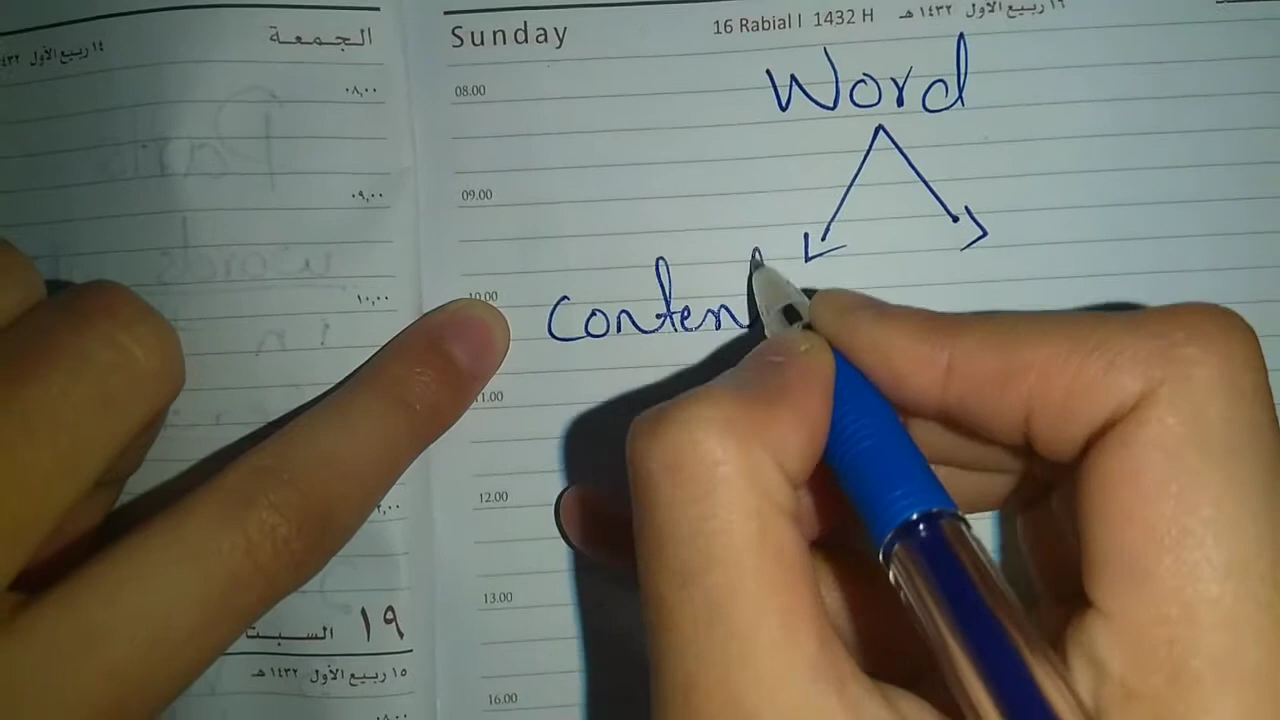 الجمعة
١٤ ربيع الأول
٠٨,٠٠
٠٩,٠٠
١٠,٠٠
١٩ السبت
١٥ ربيع الأول ١٤٣٢ هـ
Sunday 16 Rabial I 1432 H ١٦ ربيع الأول ١٤٣٢ هـ
Word
08.00
09.00
10.00 Conten
11.00
12.00
13.00
16.00